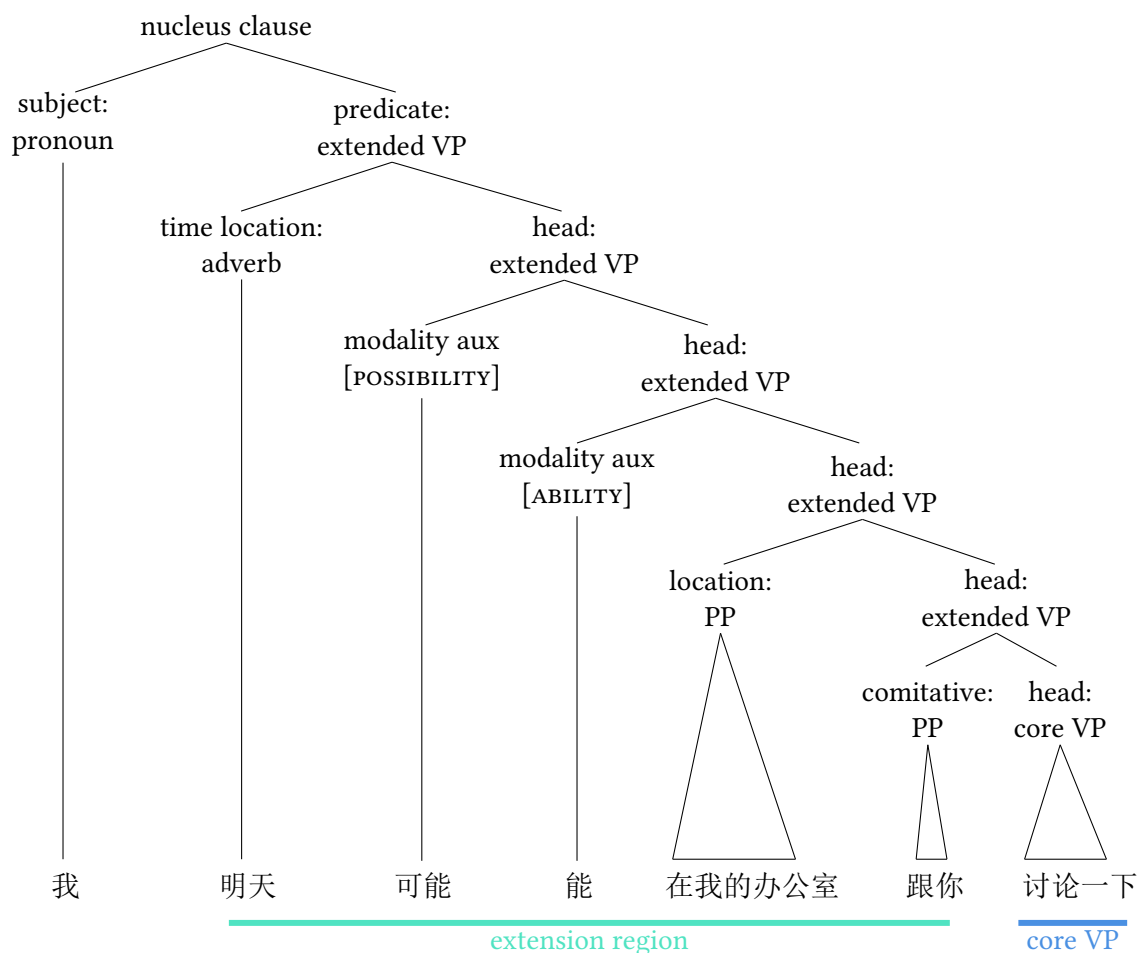 nucleus clause
subject:
pronoun
predicate:
extended VP
time location:
adverb
head:
extended VP
modality aux
[POSSIBILITY]
head:
extended VP
modality aux
[ABILITY]
head:
extended VP
location:
PP
head:
extended VP
comitative:
PP
head:
core VP
我 明天 可能 能 在我的办公室 跟你 讨论一下
extension region core VP